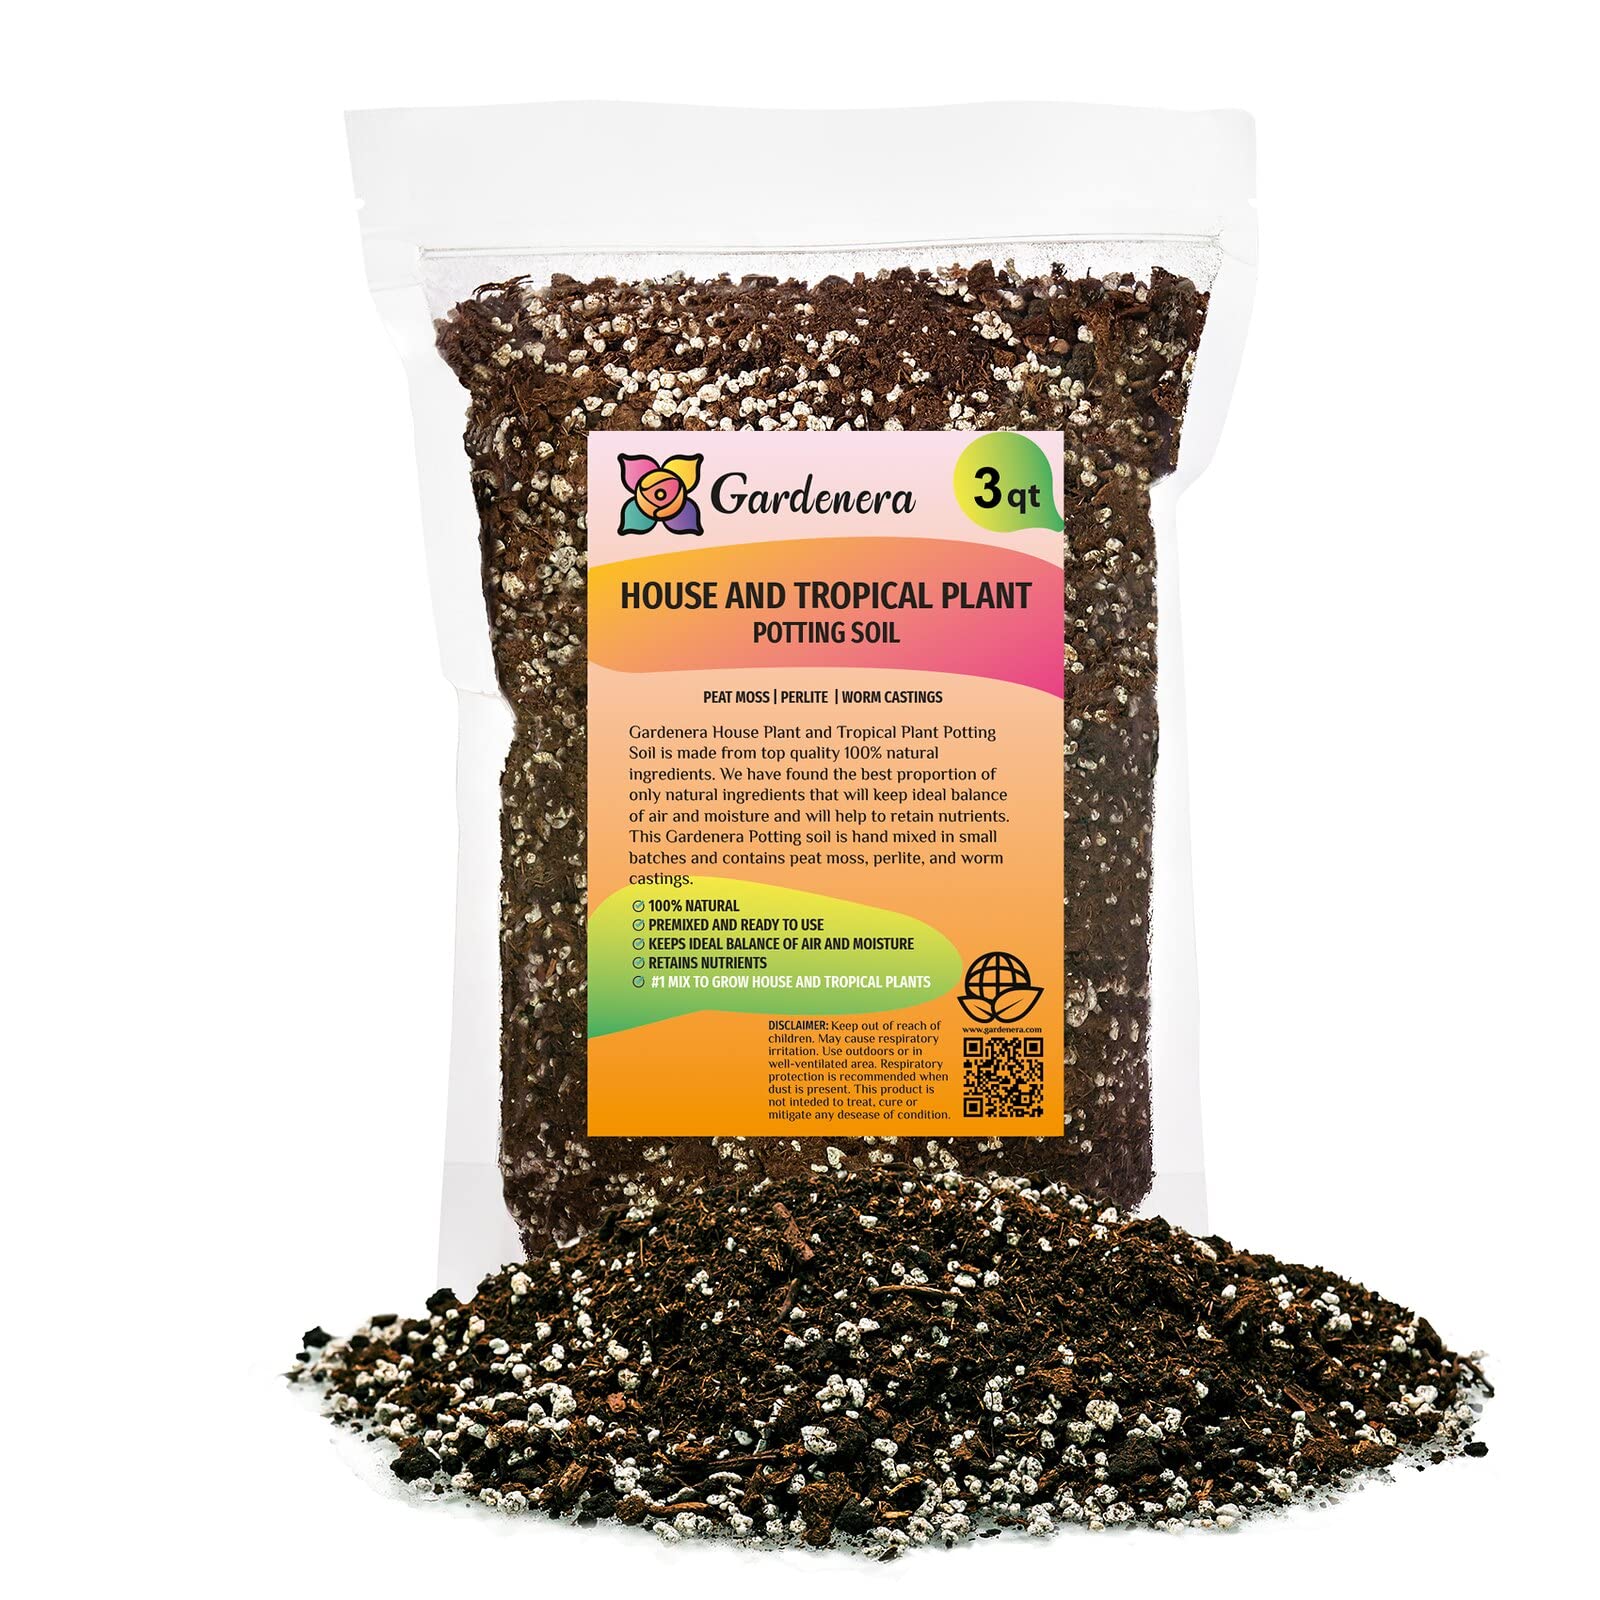 Gardenera
3 qt
HOUSE AND TROPICAL PLANT
POTTING SOIL
PEAT MOSS | PERLITE | WORM CASTINGS
Gardenera House Plant and Tropical Plant Potting
Soil is made from top quality 100% natural
ingredients. We have found the best proportion of
only natural ingredients that will keep ideal balance
of air and moisture and will help to retain nutrients.
This Gardenera Potting soil is hand mixed in small
batches and contains peat moss, perlite, and worm
castings.
100% NATURAL
PREMIXED AND READY TO USE
KEEPS IDEAL BALANCE OF AIR AND MOISTURE
RETAINS NUTRIENTS
#1 MIX TO GROW HOUSE AND TROPICAL PLANTS
www.gardenera.com
DISCLAIMER: Keep out of reach of
children. May cause respiratory
irritation. Use outdoors or in
well-ventilated area. Respiratory
protection is recommended when
dust is present. This product is
not inteded to treat, cure or
mitigate any desease of condition.